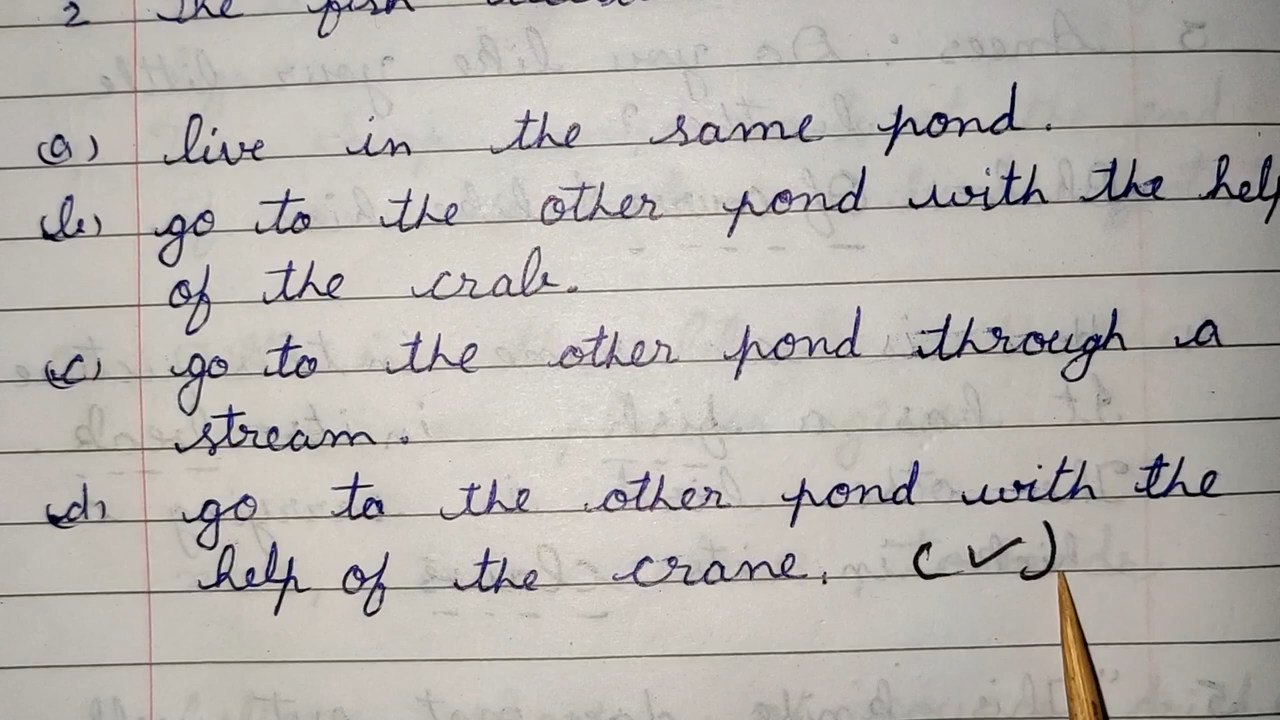 2 The fish
(a) live in the same pond.
(b) go to the other pond with the help
of the crab.
(c) go to the other pond through a
stream.
(d) go to the other pond with the
help of the crane. (✓)